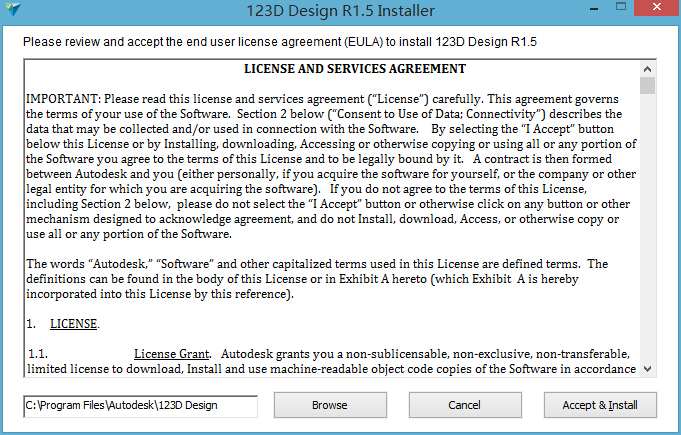 123D Design R1.5 Installer
Please review and accept the end user license agreement (EULA) to install 123D Design R1.5
LICENSE AND SERVICES AGREEMENT
IMPORTANT: Please read this license and services agreement (“License”) carefully. This agreement governs
the terms of your use of the Software.  Section 2 below (“Consent to Use of Data; Connectivity”) describes the
data that may be collected and/or used in connection with the Software.    By selecting the “I Accept” button
below this License or by Installing, downloading, Accessing or otherwise copying or using all or any portion of
the Software you agree to the terms of this License and to be legally bound by it.   A contract is then formed
between Autodesk and you (either personally, if you acquire the software for yourself, or the company or other
legal entity for which you are acquiring the software).   If you do not agree to the terms of this License,
including Section 2 below,  please do not select the “I Accept” button or otherwise click on any button or other
mechanism designed to acknowledge agreement, and do not Install, download, Access, or otherwise copy or
use all or any portion of the Software.
The words “Autodesk,” “Software” and other capitalized terms used in this License are defined terms.  The
definitions can be found in the body of this License or in Exhibit A hereto (which Exhibit  A is hereby
incorporated into this License by this reference).
1.   LICENSE.
1.1.   License Grant.   Autodesk grants you a non-sublicensable, non-exclusive, non-transferable,
limited license to download, Install and use machine-readable object code copies of the Software in accordance
C:\Program Files\Autodesk\123D Design
Browse
Cancel
Accept & Install